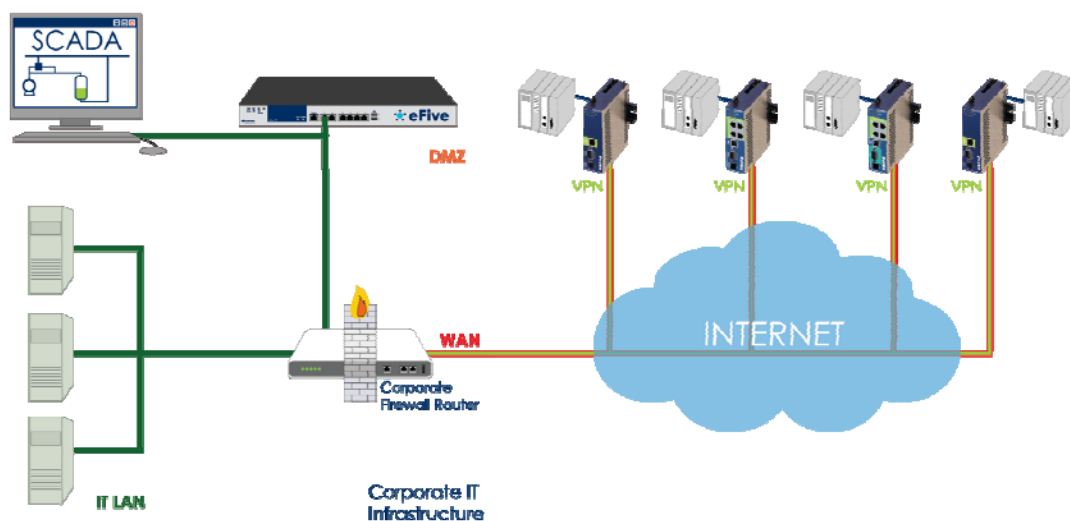 SCADA
eFive
DMZ
VPN
VPN
VPN
VPN
INTERNET
WAN
Corporate
Firewall Router
IT LAN
Corporate IT
Infrastructure